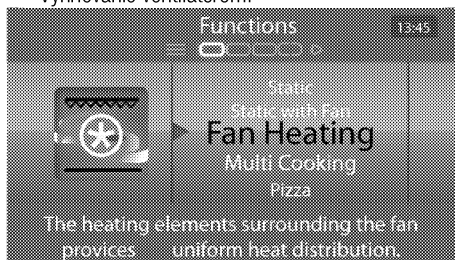 Functions
13:45
Static
Static with Fan
Fan Heating
Multi Cooking
Pizza
The heating elements surrounding the fan
provices uniform heat distribution.